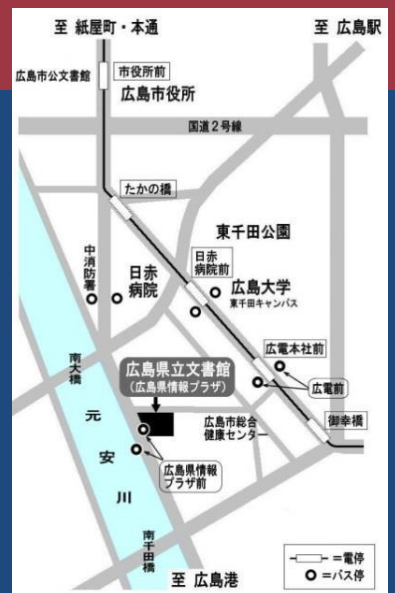 至 紙屋町・本通
至 広島駅
広島市公文書館
市役所前
広島市役所
国道2号線
たかの橋
東千田公園
中消防署
日赤
病院
日赤
病院前
広島大学
東千田キャンパス
南大橋
広電本社前
広島県立文書館
(広島県情報プラザ)
広電前
元安川
広島市総合
健康センター
御幸橋
広島県情報
プラザ前
南千田橋
至 広島港
=電停
=バス停